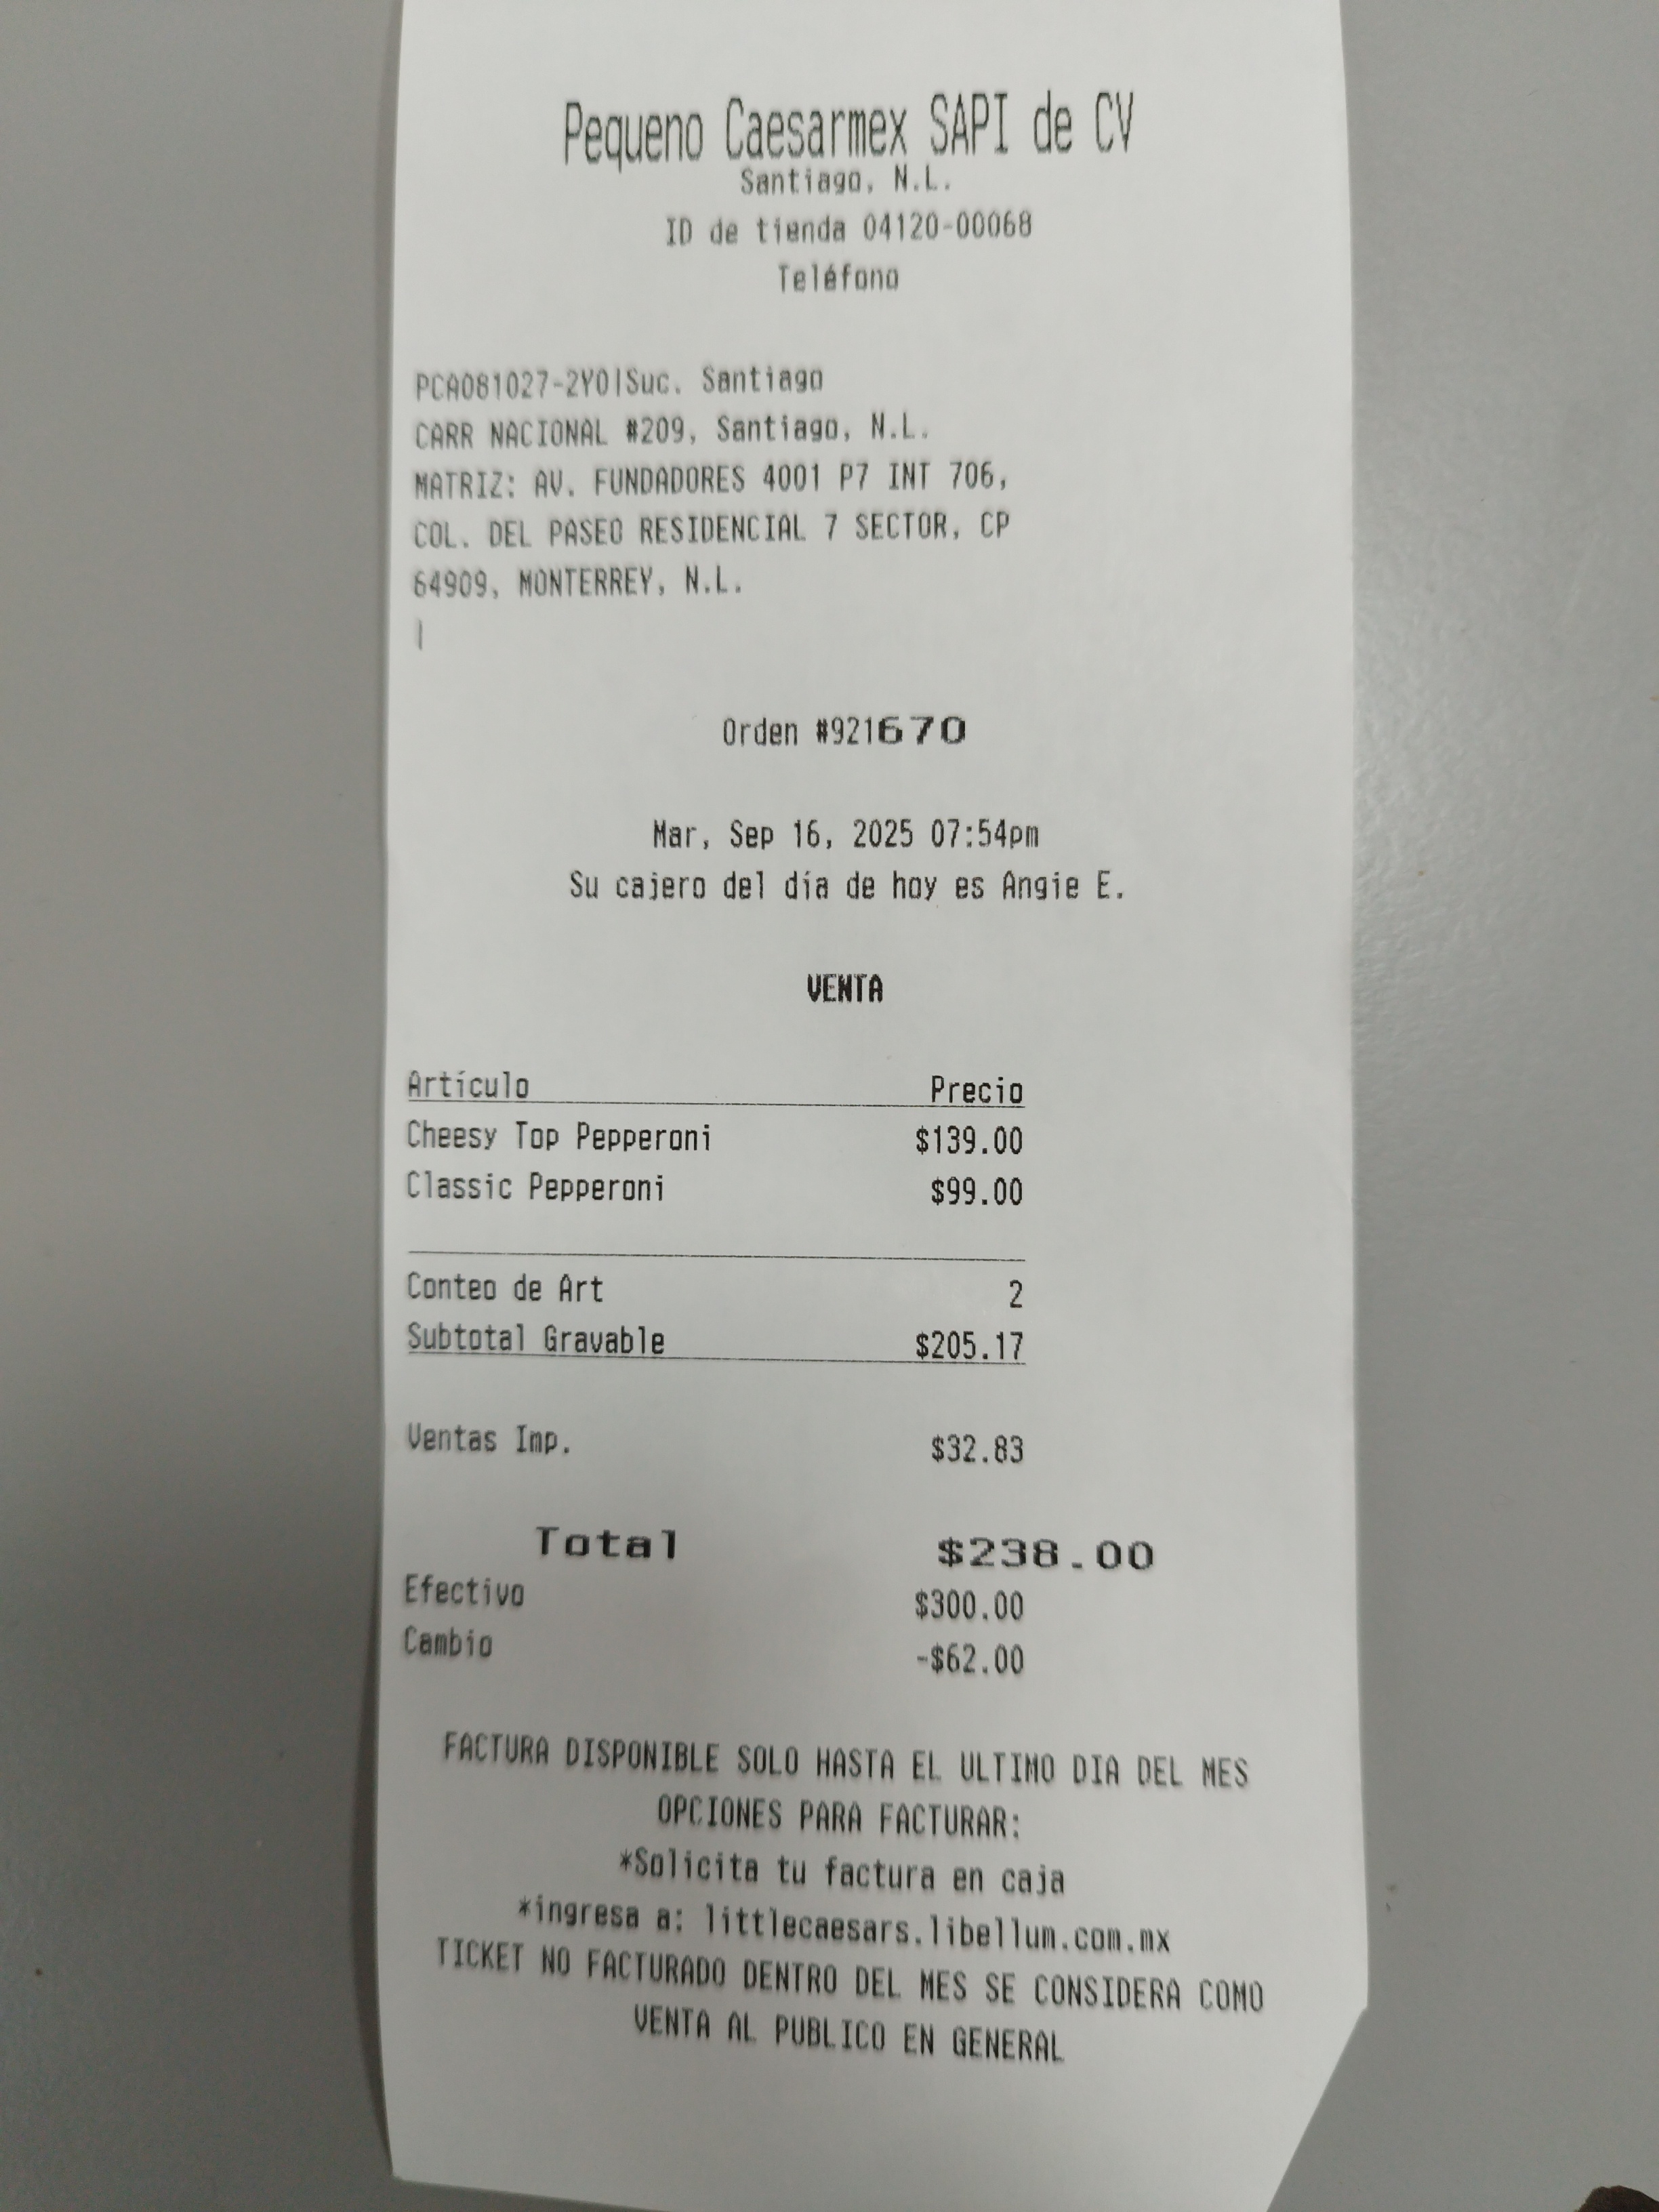 Pequeno Caesarmex SAPI de CV
Santiago, N.L.
ID de tienda 04120-00068
Teléfono
PCA081027-2Y0|Suc. Santiago
CARR NACIONAL #209, Santiago, N.L.
MATRIZ: AV. FUNDADORES 4001 P7 INT 706,
COL. DEL PASEO RESIDENCIAL 7 SECTOR, CP
64909, MONTERREY, N.L.
|
Orden #921670
Mar, Sep 16, 2025 07:54pm
Su cajero del día de hoy es Angie E.
VENTA
Artículo Precio
Cheesy Top Pepperoni $139.00
Classic Pepperoni $99.00
Conteo de Art 2
Subtotal Gravable $205.17
Ventas Imp. $32.83
Total $238.00
Efectivo $300.00
Cambio -$62.00
FACTURA DISPONIBLE SOLO HASTA EL ULTIMO DIA DEL MES
OPCIONES PARA FACTURAR:
*Solicita tu factura en caja
*ingresa a: littlecaesars.libellum.com.mx
TICKET NO FACTURADO DENTRO DEL MES SE CONSIDERA COMO
VENTA AL PUBLICO EN GENERAL